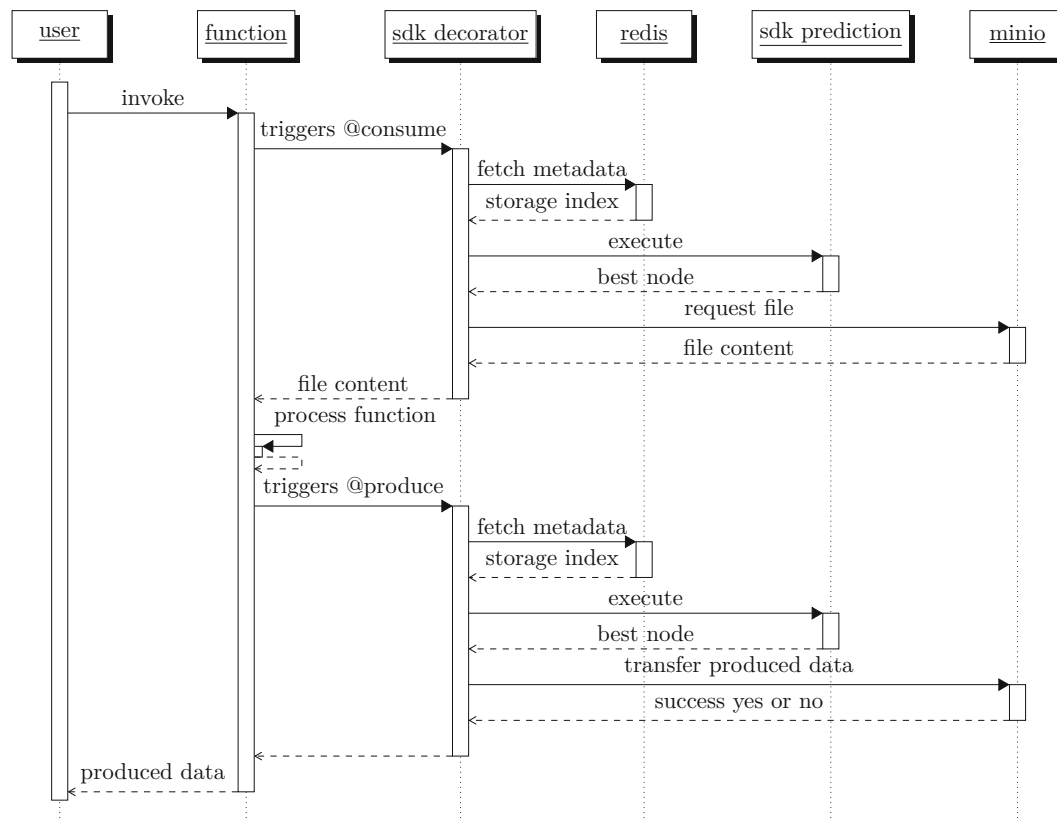 user
function
sdk decorator
redis
sdk prediction
minio
invoke
triggers @consume
fetch metadata
storage index
execute
best node
request file
file content
file content
process function
triggers @produce
fetch metadata
storage index
execute
best node
transfer produced data
success yes or no
produced data